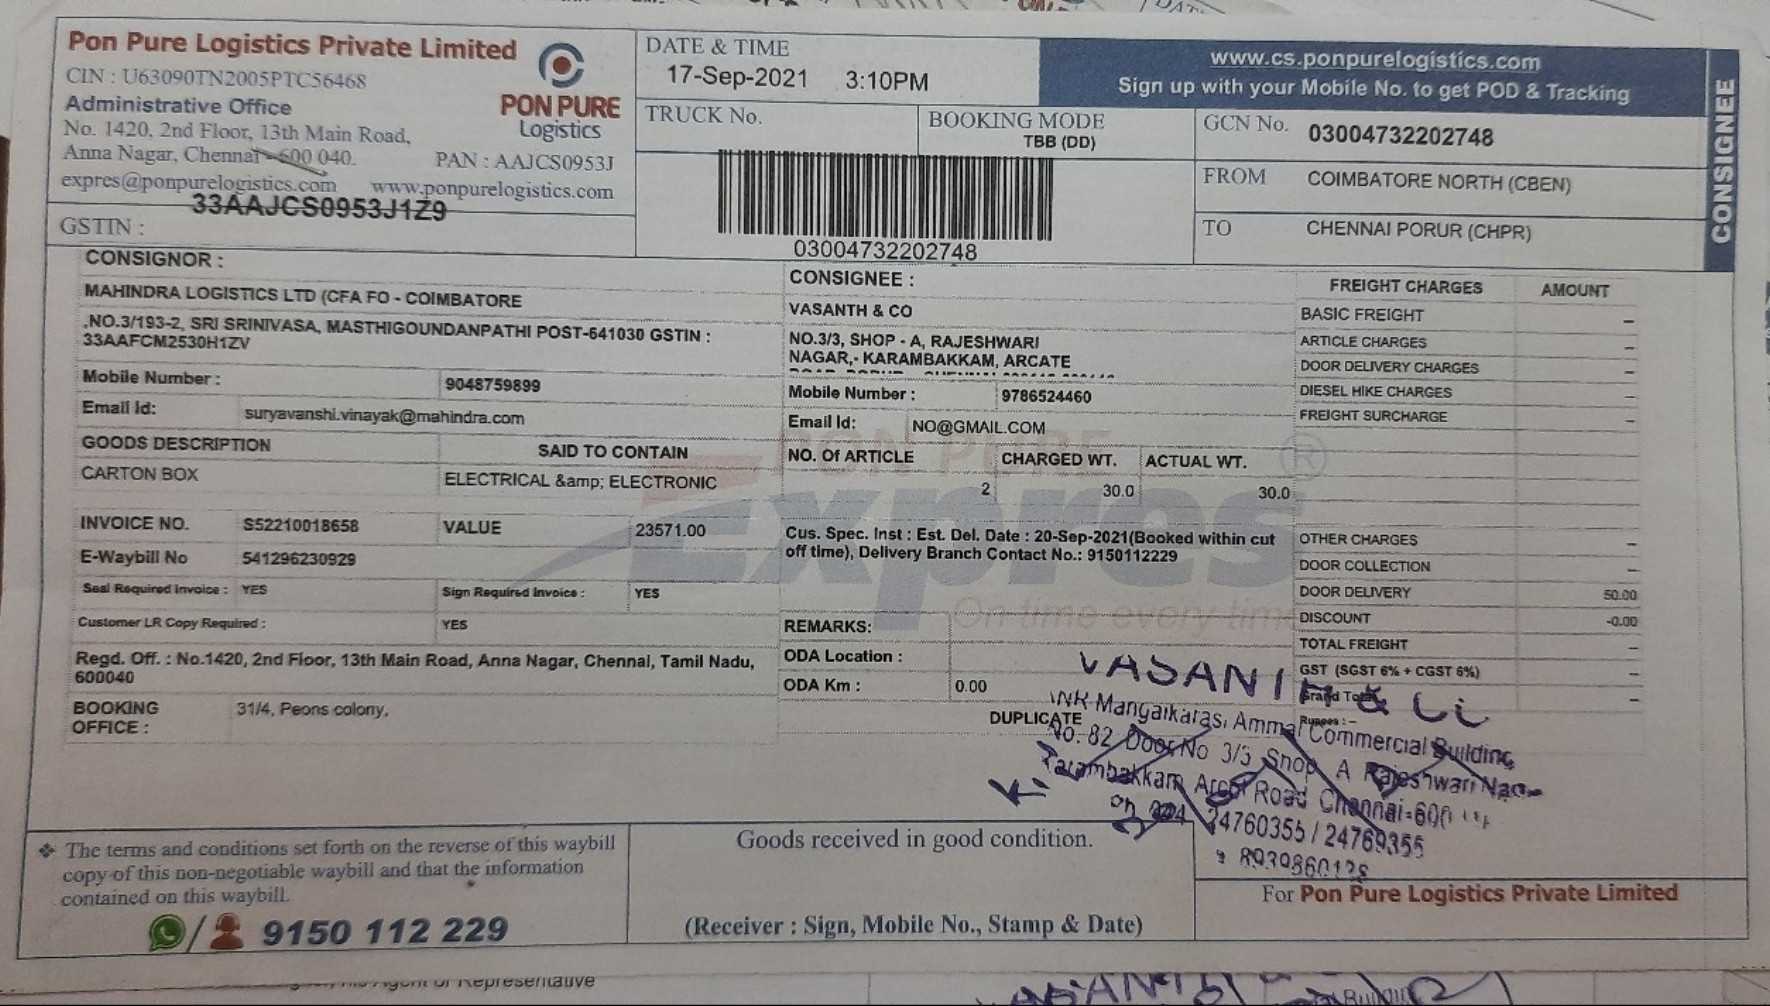 Pon Pure Logistics Private Limited
CIN : U63090TN2005PTC56468
Administrative Office
No. 1420, 2nd Floor, 13th Main Road,
Anna Nagar, Chennai - 600 040.
PAN : AAJCS0953J
expres@ponpurelogistics.com www.ponpurelogistics.com
PON PURE
Logistics
GSTIN : 33AAJCS0953J1Z9
DATE & TIME
17-Sep-2021 3:10PM
www.cs.ponpurelogistics.com
Sign up with your Mobile No. to get POD & Tracking
CONSIGNEE
TRUCK No.
BOOKING MODE
TBB (DD)
GCN No. 03004732202748
FROM COIMBATORE NORTH (CBEN)
TO CHENNAI PORUR (CHPR)
03004732202748
CONSIGNOR :
MAHINDRA LOGISTICS LTD (CFA FO - COIMBATORE
,NO.3/193-2, SRI SRINIVASA, MASTHIGOUNDANPATHI POST-641030 GSTIN :
33AAFCM2530H1ZV
Mobile Number : 9048759899
Email Id: suryavanshi.vinayak@mahindra.com
GOODS DESCRIPTION SAID TO CONTAIN
CARTON BOX ELECTRICAL &amp; ELECTRONIC
INVOICE NO. S52210018658 VALUE 23571.00
E-Waybill No 541296230929
Seal Required Invoice : YES Sign Required Invoice : YES
Customer LR Copy Required : YES
Regd. Off. : No.1420, 2nd Floor, 13th Main Road, Anna Nagar, Chennai, Tamil Nadu,
600040
BOOKING OFFICE : 31/4, Peons colony,
CONSIGNEE :
VASANTH & CO
NO.3/3, SHOP - A, RAJESHWARI
NAGAR,- KARAMBAKKAM, ARCATE
Mobile Number : 9786524460
Email Id: NO@GMAIL.COM
NO. Of ARTICLE CHARGED WT. ACTUAL WT.
2 30.0 30.0
PON PURE
Expres ®
On time every time
Cus. Spec. Inst : Est. Del. Date : 20-Sep-2021(Booked within cut
off time), Delivery Branch Contact No.: 9150112229
REMARKS:
ODA Location :
ODA Km : 0.00
DUPLICATE
FREIGHT CHARGES AMOUNT
BASIC FREIGHT –
ARTICLE CHARGES –
DOOR DELIVERY CHARGES –
DIESEL HIKE CHARGES –
FREIGHT SURCHARGE –
OTHER CHARGES –
DOOR COLLECTION –
DOOR DELIVERY 50.00
DISCOUNT -0.00
TOTAL FREIGHT –
GST (SGST 6% + CGST 6%) –
Grand Total –
Rupees : –
Mangaikarasi Ammal Commercial Building
No. 82 Door No 3/3 Shop A Rajeshwari
Karambakkam Arcot Road Chennai-600
24760355 / 24769355
❖ The terms and conditions set forth on the reverse of this waybill
copy of this non-negotiable waybill and that the information
contained on this waybill.
/ 9150 112 229
Goods received in good condition.
(Receiver : Sign, Mobile No., Stamp & Date)
For Pon Pure Logistics Private Limited
Representative